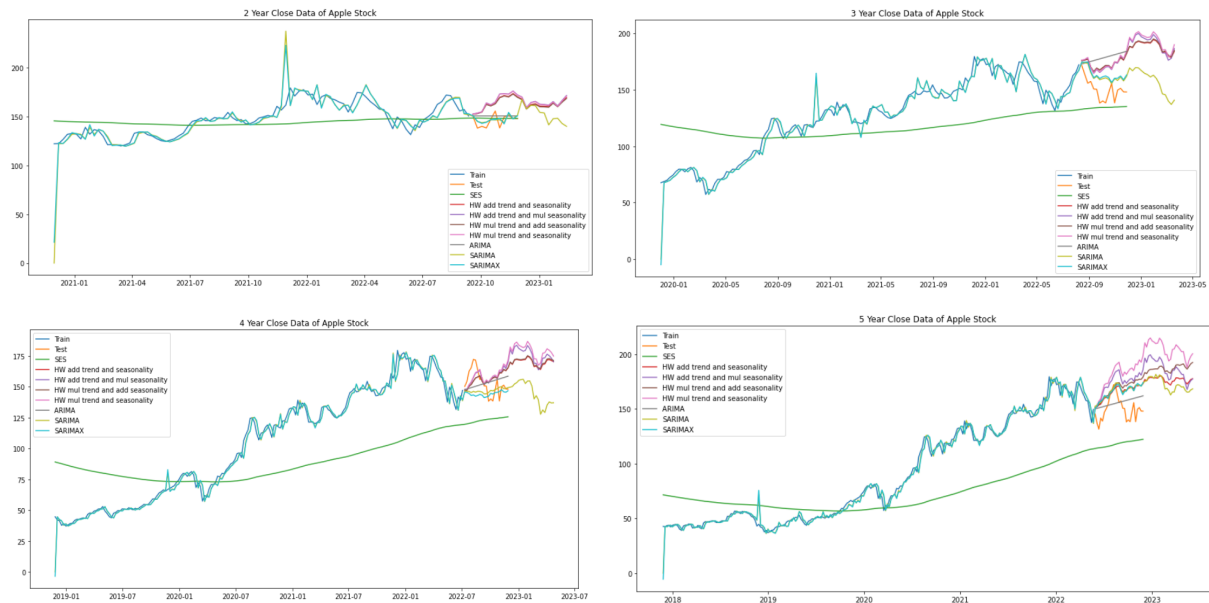 2 Year Close Data of Apple Stock
200
150
100
50
0
Train
Test
SES
HW add trend and seasonality
HW add trend and mul seasonality
HW mul trend and add seasonality
HW mul trend and seasonality
ARIMA
SARIMA
SARIMAX
2021-01 2021-04 2021-07 2021-10 2022-01 2022-04 2022-07 2022-10 2023-01
3 Year Close Data of Apple Stock
200
150
100
50
0
Train
Test
SES
HW add trend and seasonality
HW add trend and mul seasonality
HW mul trend and add seasonality
HW mul trend and seasonality
ARIMA
SARIMA
SARIMAX
2020-01 2020-05 2020-09 2021-01 2021-05 2021-09 2022-01 2022-05 2022-09 2023-01 2023-05
4 Year Close Data of Apple Stock
Train
Test
SES
HW add trend and seasonality
HW add trend and mul seasonality
HW mul trend and add seasonality
HW mul trend and seasonality
ARIMA
SARIMA
SARIMAX
175
150
125
100
75
50
25
0
2019-01 2019-07 2020-01 2020-07 2021-01 2021-07 2022-01 2022-07 2023-01 2023-07
5 Year Close Data of Apple Stock
Train
Test
SES
HW add trend and seasonality
HW add trend and mul seasonality
HW mul trend and add seasonality
HW mul trend and seasonality
ARIMA
SARIMA
SARIMAX
200
150
100
50
0
2018 2019 2020 2021 2022 2023